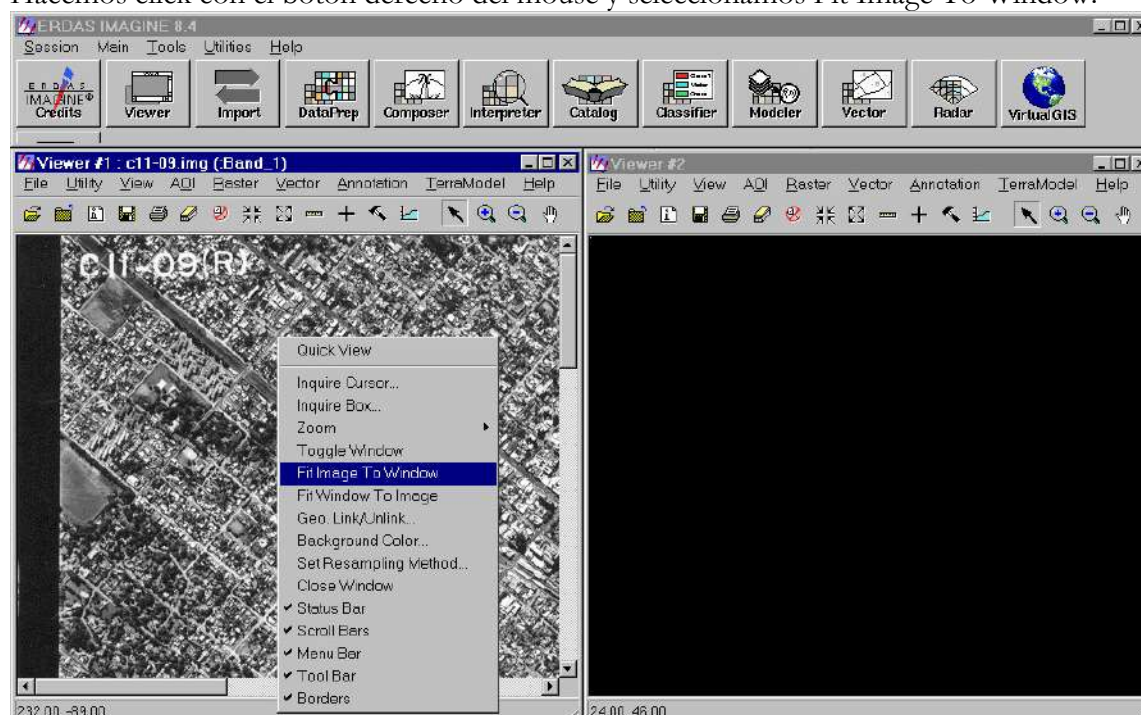 Hacemos click con el botón derecho del mouse y seleccionamos Fit Image To Window.
ERDAS IMAGINE 8.4
Session Main Tools Utilities Help
ERDAS
IMAGINE®
Credits Viewer Import DataPrep Composer Interpreter Catalog Classifier Modeler Vector Radar VirtualGIS
Viewer #1 : c11-09.img (:Band_1)
File Utility View AOI Raster Vector Annotation TerraModel Help
C11-09(R)
Quick View
Inquire Cursor...
Inquire Box...
Zoom
Toggle Window
Fit Image To Window
Fit Window To Image
Geo. Link/Unlink...
Background Color...
Set Resampling Method...
Close Window
Status Bar
Scroll Bars
Menu Bar
Tool Bar
Borders
232.00, -89.00
Viewer #2
File Utility View AOI Raster Vector Annotation TerraModel Help
24.00, 46.00